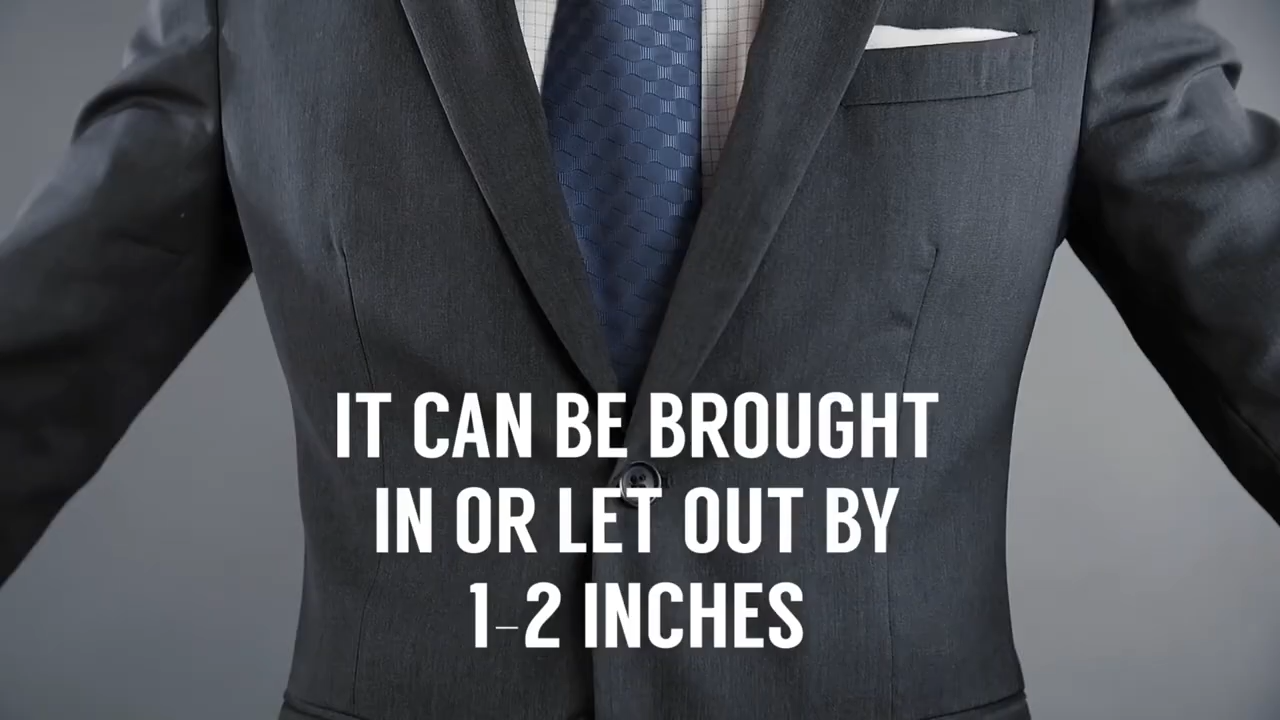 IT CAN BE BROUGHT
IN OR LET OUT BY
1–2 INCHES